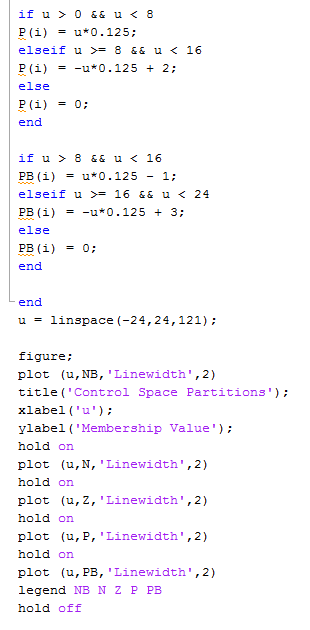 if u > 0 && u < 8
P(i) = u*0.125;
elseif u >= 8 && u < 16
P(i) = -u*0.125 + 2;
else
P(i) = 0;
end
if u > 8 && u < 16
PB(i) = u*0.125 - 1;
elseif u >= 16 && u < 24
PB(i) = -u*0.125 + 3;
else
PB(i) = 0;
end
end
u = linspace(-24,24,121);
figure;
plot (u,NB,'Linewidth',2)
title('Control Space Partitions');
xlabel('u');
ylabel('Membership Value');
hold on
plot (u,N,'Linewidth',2)
hold on
plot (u,Z,'Linewidth',2)
hold on
plot (u,P,'Linewidth',2)
hold on
plot (u,PB,'Linewidth',2)
legend NB N Z P PB
hold off